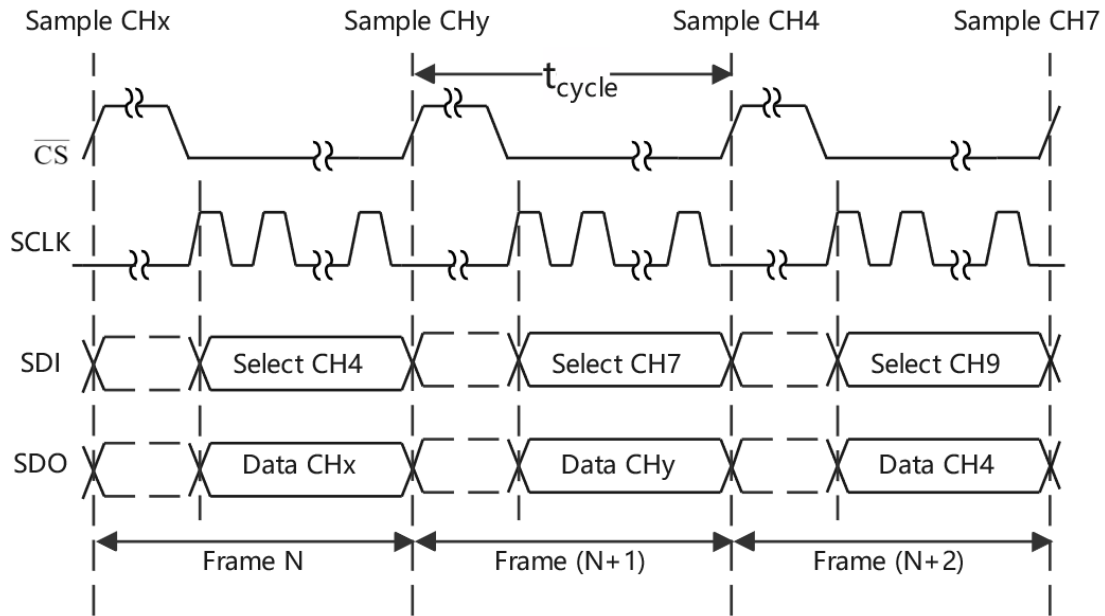 Sample CHx Sample CHy Sample CH4 Sample CH7
tcycle
CS
SCLK
SDI Select CH4 Select CH7 Select CH9
SDO Data CHx Data CHy Data CH4
Frame N Frame (N+1) Frame (N+2)